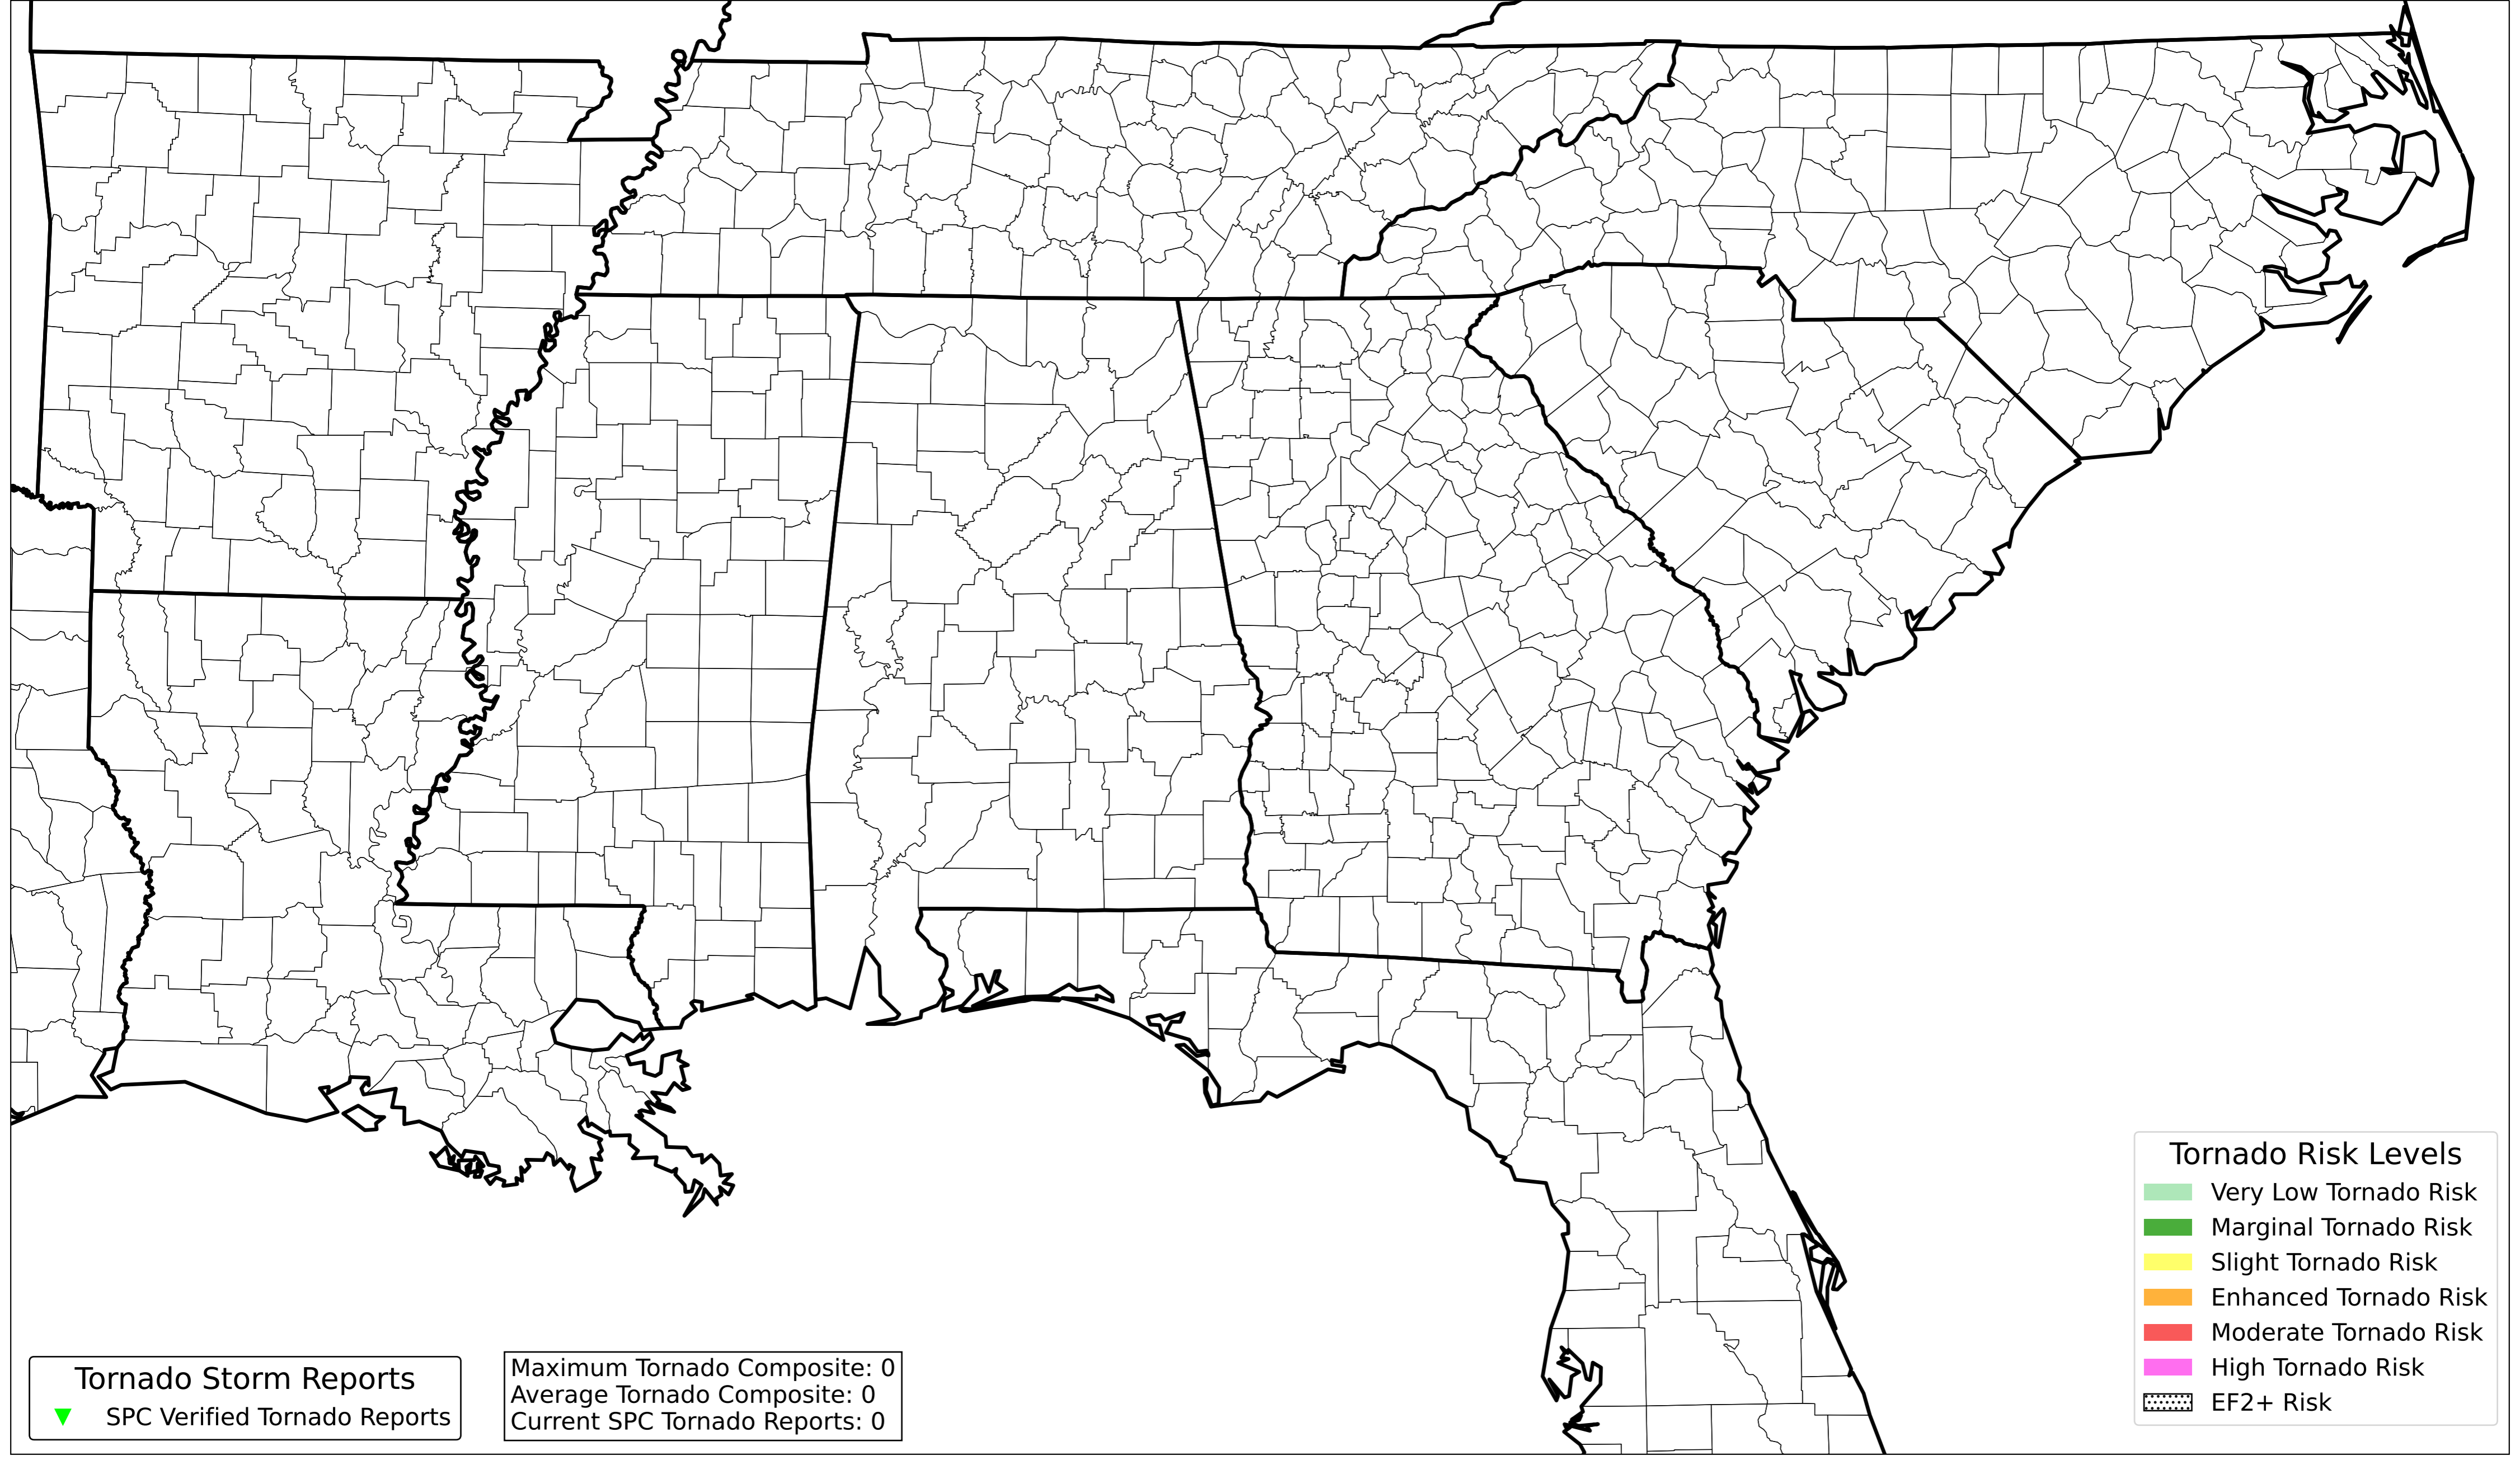 Tornado Risk Levels
Very Low Tornado Risk
Marginal Tornado Risk
Slight Tornado Risk
Enhanced Tornado Risk
Moderate Tornado Risk
High Tornado Risk
EF2+ Risk
Tornado Storm Reports
SPC Verified Tornado Reports
Maximum Tornado Composite: 0
Average Tornado Composite: 0
Current SPC Tornado Reports: 0